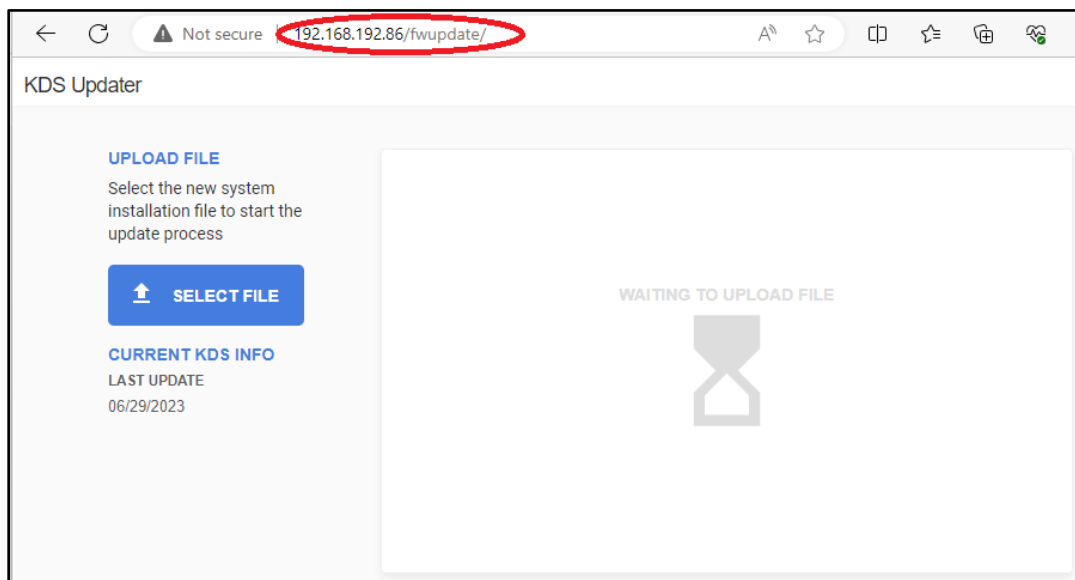 Not secure
192.168.192.86/fwupdate/
KDS Updater
UPLOAD FILE
Select the new system
installation file to start the
update process
SELECT FILE
CURRENT KDS INFO
LAST UPDATE
06/29/2023
WAITING TO UPLOAD FILE